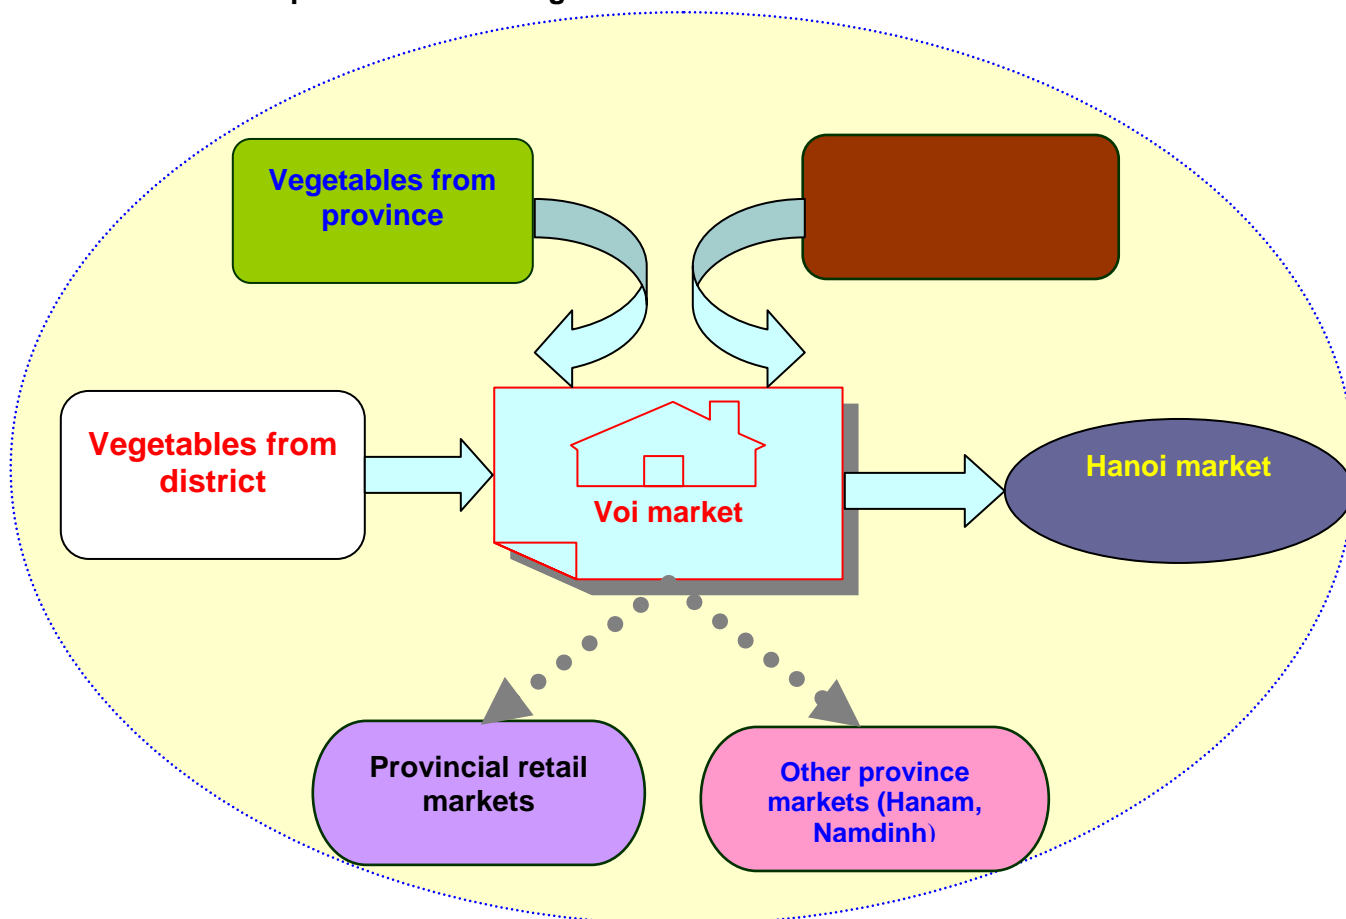 Vegetables from
province
Vegetables from
district
Voi market
Hanoi market
Provincial retail
markets
Other province
markets (Hanam,
Namdinh)